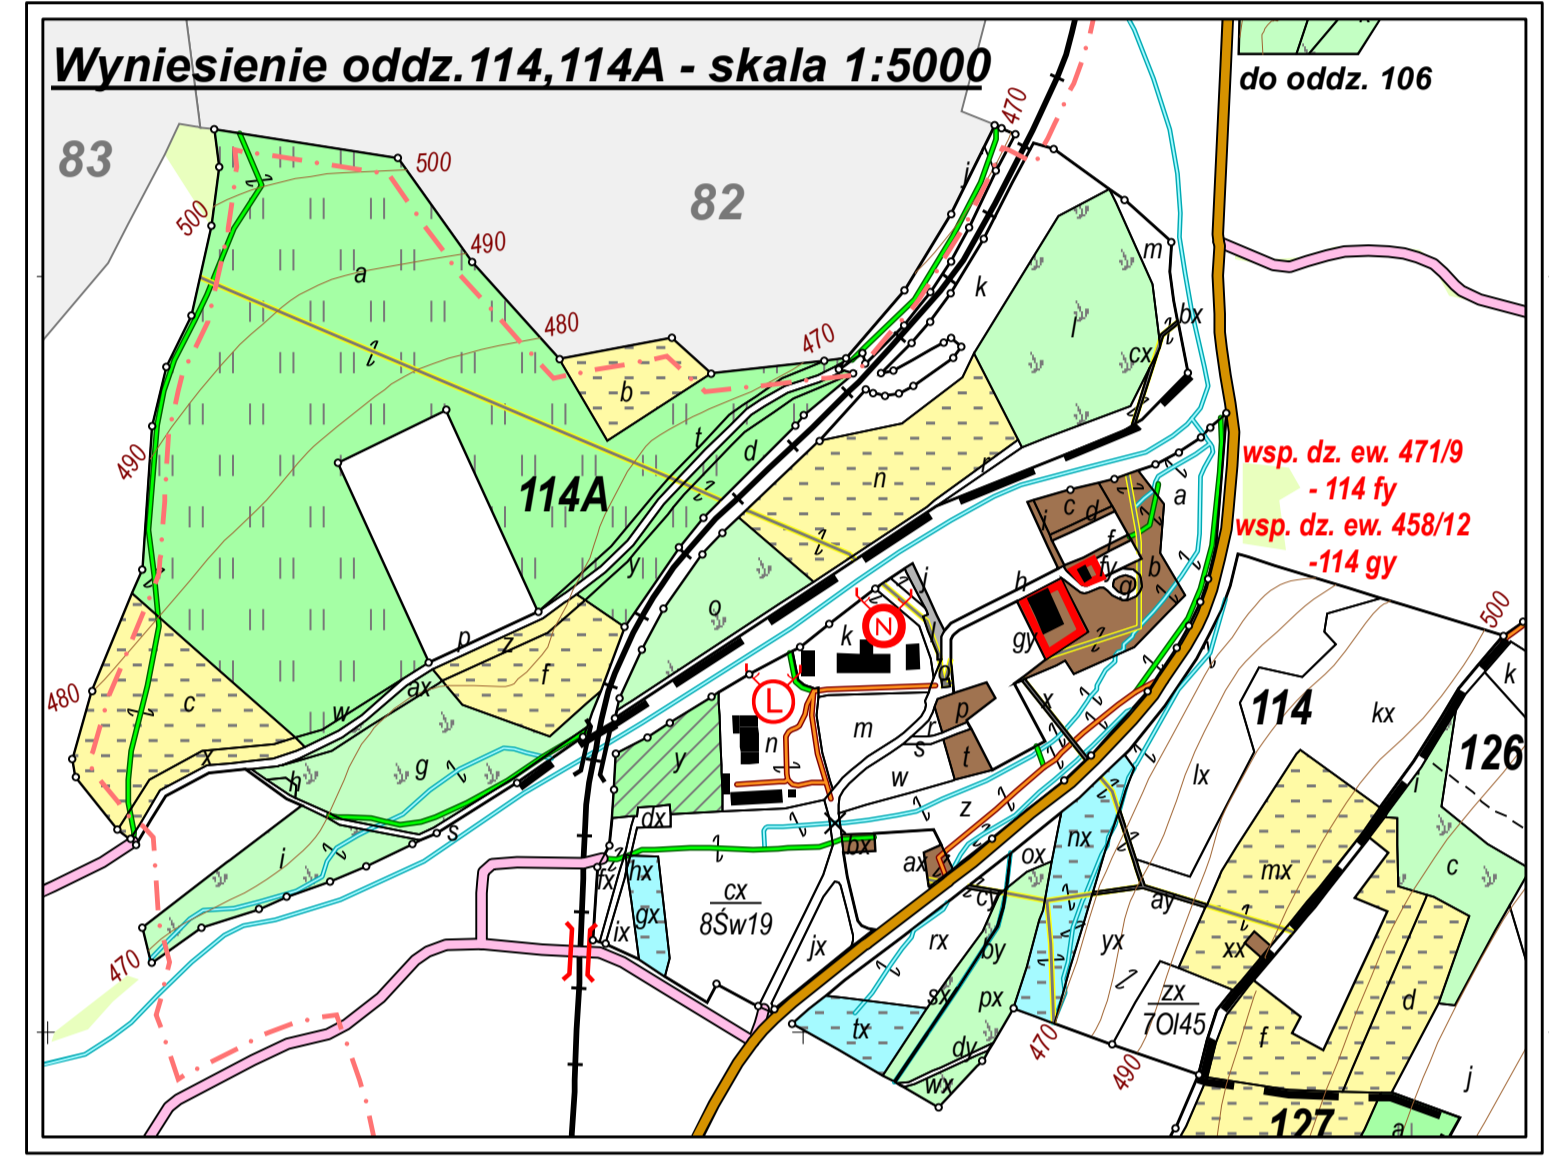 Wyniesienie oddz.114,114A - skala 1:5000
do oddz. 106
83
82
470
500
500
490
480
470
490
480
470
a
b
j
k
m
l
bx
cx
t
d
n
r
114A
y
o
p
z
ax
w
f
c
x
g
h
i
s
wsp. dz. ew. 471/9
- 114 fy
wsp. dz. ew. 458/12
-114 gy
a
c
d
j
f
fy
b
g
h
gy
i
k
N
L
o
p
r
s
t
x
m
n
y
w
z
dx
bx
ax
fx
hx
gx
ix
cx
8Św19
jx
114
kx
lx
nx
ox
mx
cy
ay
rx
by
yx
xx
sx
px
zx
7Ol45
tx
dy
wx
470
490
500
126
k
i
c
d
f
j
127
a